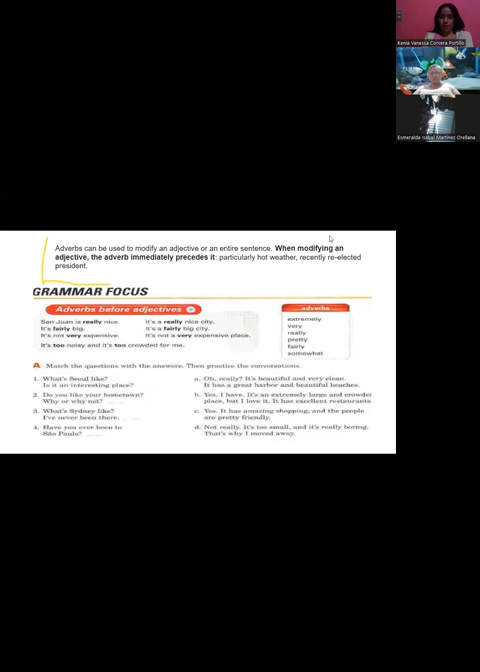 Kenia Vanessa Corvera Portillo
Esmeralda Isabel Martinez Orellana
Adverbs can be used to modify an adjective or an entire sentence. When modifying an
adjective, the adverb immediately precedes it: particularly hot weather, recently re-elected
president.
GRAMMAR FOCUS
Adverbs before adjectives
San Juan is really nice. It's a really nice city.
It's fairly big. It's a fairly big city.
It's not very expensive. It's not a very expensive place.
It's too noisy and it's too crowded for me.
adverbs
extremely
very
really
pretty
fairly
somewhat
A Match the questions with the answers. Then practice the conversations.
1. What's Seoul like?
Is it an interesting place?
2. Do you like your hometown?
Why or why not? ......
3. What's Sydney like?
I've never been there. ......
4. Have you ever been to
São Paulo? ......
a. Oh, really? It's beautiful and very clean.
It has a great harbor and beautiful beaches.
b. Yes, I have. It's an extremely large and crowded
place, but I love it. It has excellent restaurants.
c. Yes. It has amazing shopping, and the people
are pretty friendly.
d. Not really. It's too small, and it's really boring.
That's why I moved away.